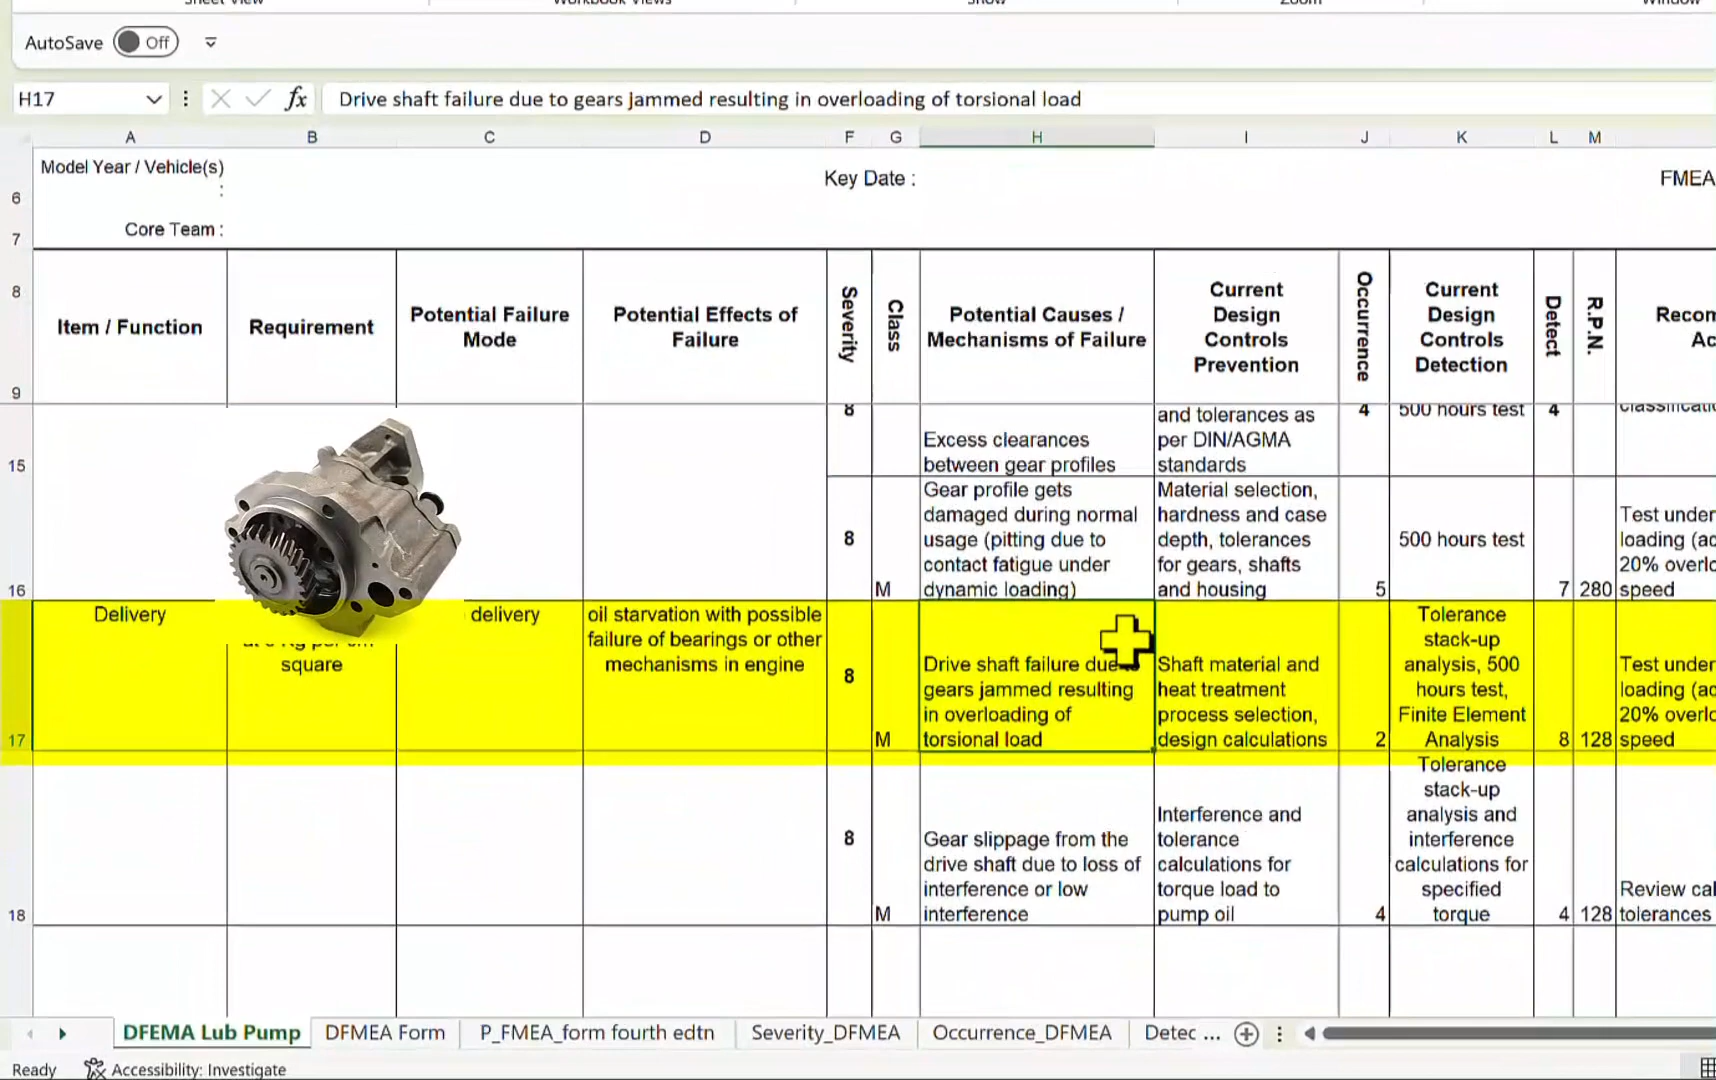 AutoSave Off
H17 fx Drive shaft failure due to gears jammed resulting in overloading of torsional load
A B C D F G H I J K L M
6 Model Year / Vehicle(s)
: Key Date : FMEA
7 Core Team :
8
9
Item / Function
Requirement
Potential Failure
Mode
Potential Effects of
Failure
Severity
Class
Potential Causes /
Mechanisms of Failure
Current
Design
Controls
Prevention
Occurrence
Current
Design
Controls
Detection
Detect
R.P.N.
15
8
Excess clearances
between gear profiles
and tolerances as
per DIN/AGMA
standards
4
500 hours test
4
16
8
M
Gear profile gets
damaged during normal
usage (pitting due to
contact fatigue under
dynamic loading)
Material selection,
hardness and case
depth, tolerances
for gears, shafts
and housing
5
500 hours test
7
280
Test under
loading
20%
speed
17
Delivery
square
delivery
oil starvation with possible
failure of bearings or other
mechanisms in engine
8
M
Drive shaft failure due
gears jammed resulting
in overloading of
torsional load
Shaft material and
heat treatment
process selection,
design calculations
2
Tolerance
stack-up
analysis, 500
hours test,
Finite Element
Analysis
8
128
Test under
loading
20%
speed
18
8
M
Gear slippage from the
drive shaft due to loss of
interference or low
interference
Interference and
tolerance
calculations for
torque load to
pump oil
4
Tolerance
stack-up
analysis and
interference
calculations for
specified
torque
4
128
Review
tolerances
DFEMA Lub Pump DFMEA Form P_FMEA_form fourth edtn Severity_DFMEA Occurrence_DFMEA Detec ...
Ready Accessibility: Investigate